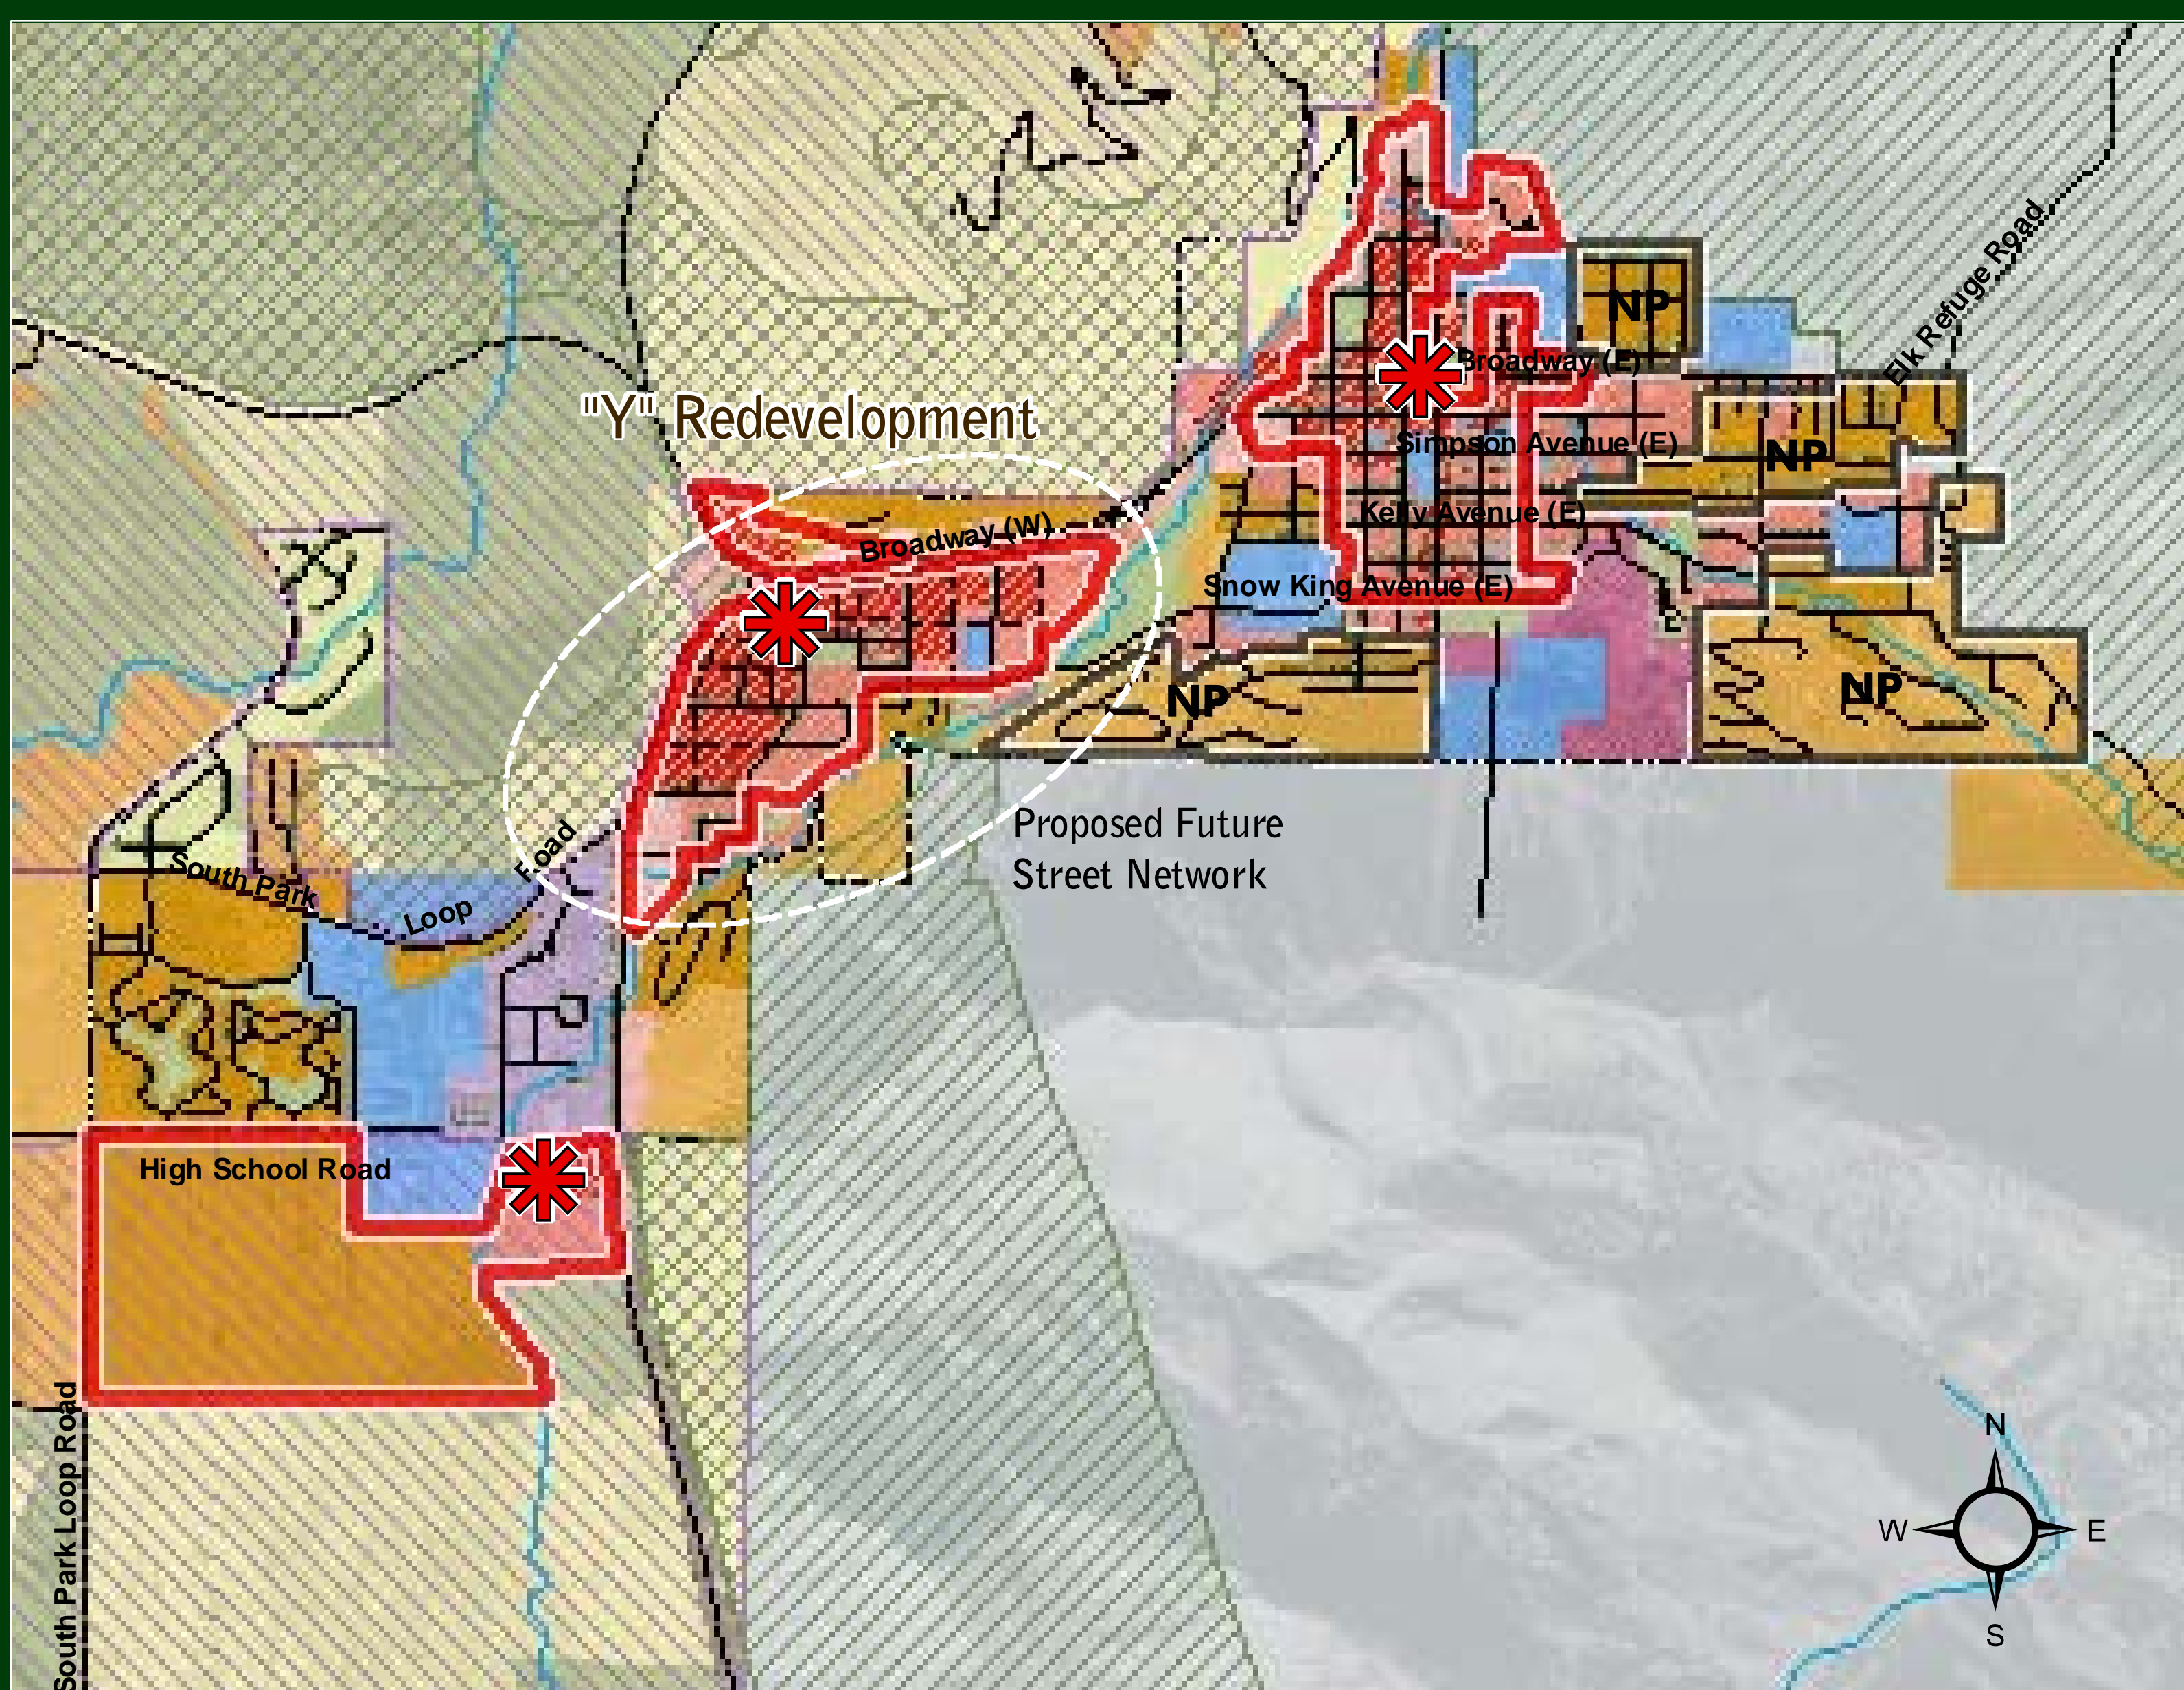 NP
Elk Refuge Road
Broadway (E)
"Y" Redevelopment
Simpson Avenue (E)
NP
Broadway (W)
Kelly Avenue (E)
Snow King Avenue (E)
NP
NP
Proposed Future
Street Network
South Park
Loop
Road
High School Road
South Park Loop Road
N
W
E
S